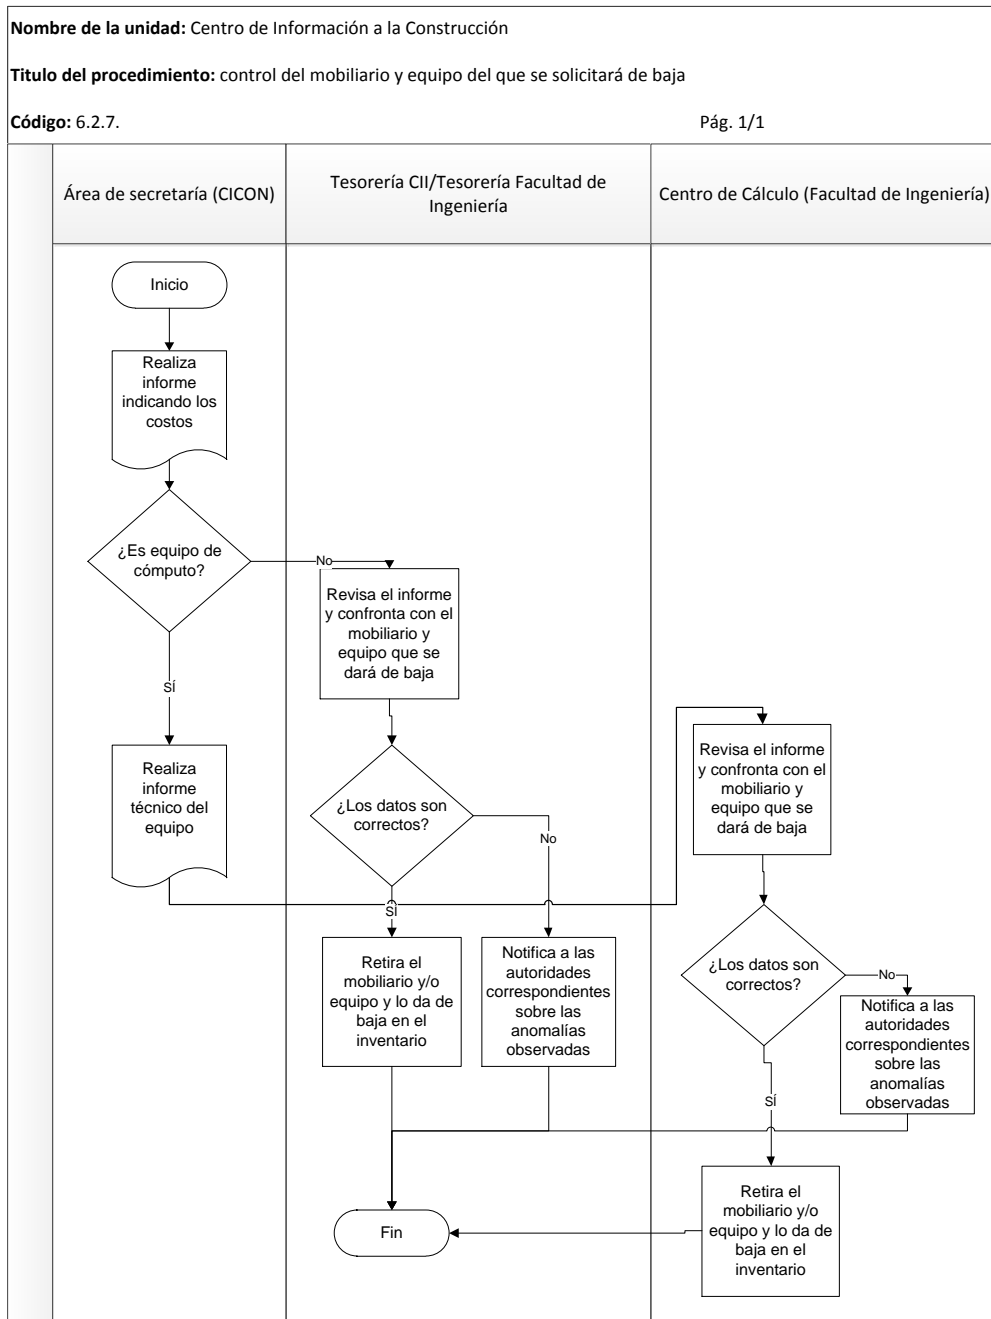 Nombre de la unidad: Centro de Información a la Construcción
Titulo del procedimiento: control del mobiliario y equipo del que se solicitará de baja
Código: 6.2.7. Pág. 1/1
Área de secretaría (CICON)
Tesorería CII/Tesorería Facultad de
Ingeniería
Centro de Cálculo (Facultad de Ingeniería)
Inicio
Realiza
informe
indicando los
costos
¿Es equipo de
cómputo?
No
SÍ
Realiza
informe
técnico del
equipo
Revisa el informe
y confronta con el
mobiliario y
equipo que se
dará de baja
¿Los datos son
correctos?
No
SÍ
Retira el
mobiliario y/o
equipo y lo da de
baja en el
inventario
Notifica a las
autoridades
correspondientes
sobre las
anomalías
observadas
Fin
Revisa el informe
y confronta con el
mobiliario y
equipo que se
dará de baja
¿Los datos son
correctos?
No
SÍ
Notifica a las
autoridades
correspondientes
sobre las
anomalías
observadas
Retira el
mobiliario y/o
equipo y lo da de
baja en el
inventario